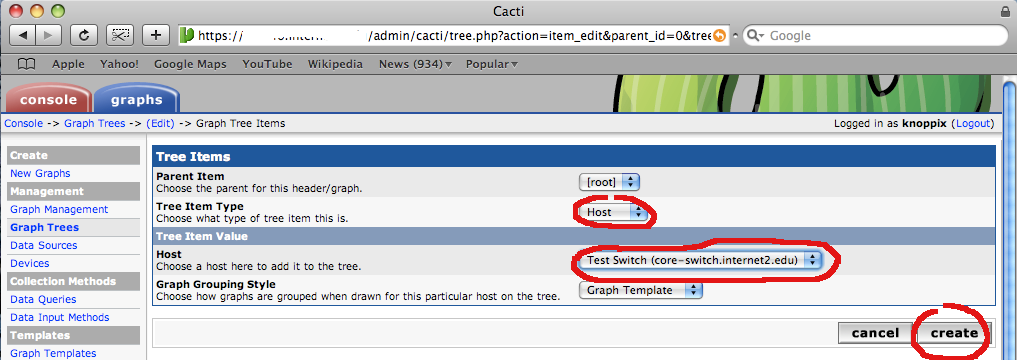 Cacti
https:// /admin/cacti/tree.php?action=item_edit&parent_id=0&tree
Google
Apple Yahoo! Google Maps YouTube Wikipedia News (934) Popular
console graphs
Console -> Graph Trees -> (Edit) -> Graph Tree Items
Logged in as knoppix (Logout)
Create
New Graphs
Management
Graph Management
Graph Trees
Data Sources
Devices
Collection Methods
Data Queries
Data Input Methods
Templates
Graph Templates
Tree Items
Parent Item
Choose the parent for this header/graph.
[root]
Tree Item Type
Choose what type of tree item this is.
Host
Tree Item Value
Host
Choose a host here to add it to the tree.
Test Switch (core-switch.internet2.edu)
Graph Grouping Style
Choose how graphs are grouped when drawn for this particular host on the tree.
Graph Template
cancel create